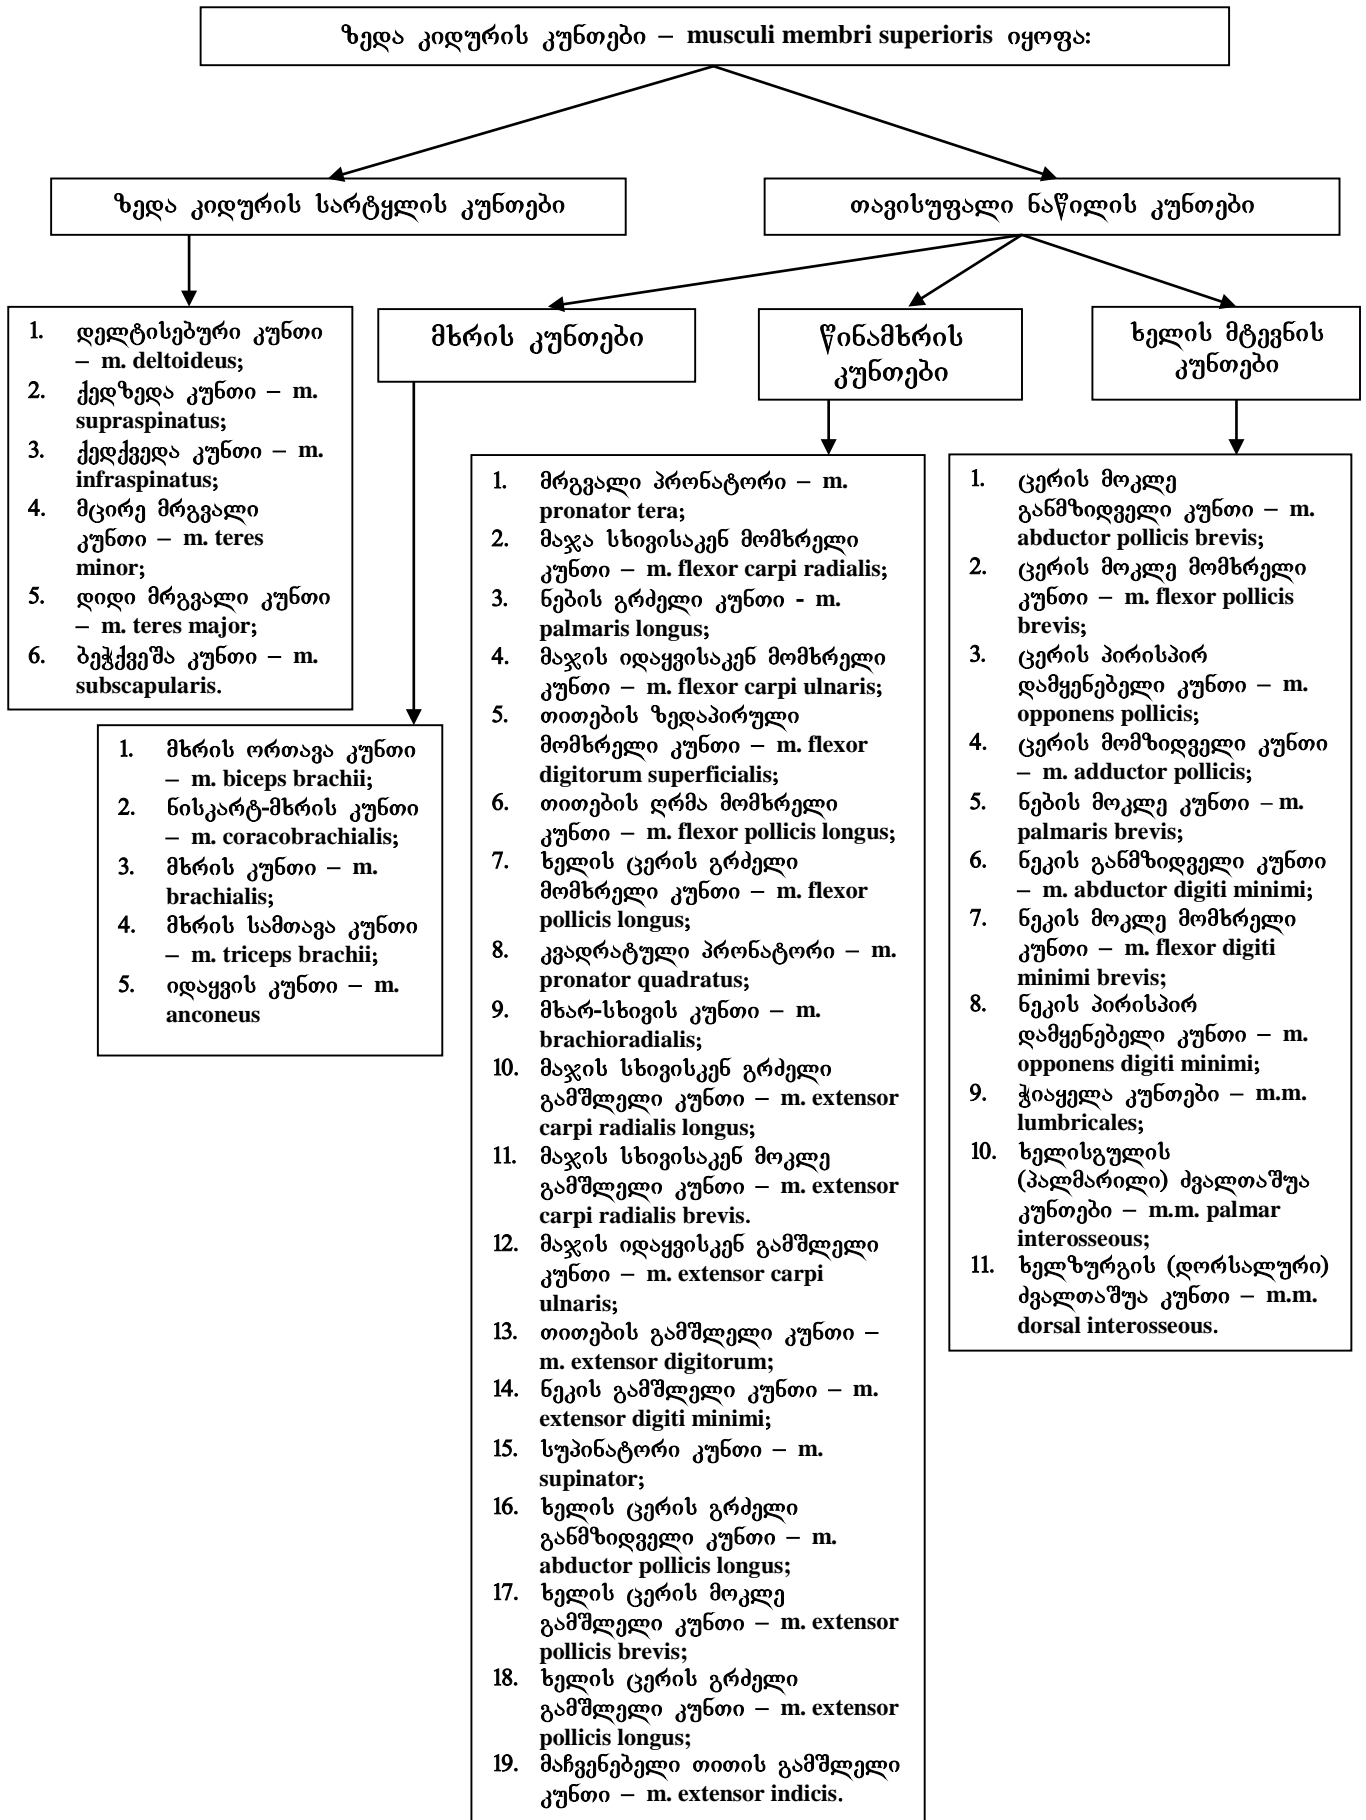 ზედა კიდურის კუნთები – musculi membri superioris იყოფა:
ზედა კიდურის სარტყლის კუნთები
თავისუფალი ნაწილის კუნთები
1. დელტისებური კუნთი
– m. deltoideus;
2. ქედზედა კუნთი – m.
supraspinatus;
3. ქედქვედა კუნთი – m.
infraspinatus;
4. მცირე მრგვალი
კუნთი – m. teres
minor;
5. დიდი მრგვალი კუნთი
– m. teres major;
6. ბეჭქვეშა კუნთი – m.
subscapularis.
მხრის კუნთები
წინამხრის
კუნთები
ხელის მტევნის
კუნთები
1. მხრის ორთავა კუნთი
– m. biceps brachii;
2. ნისკარტ-მხრის კუნთი
– m. coracobrachialis;
3. მხრის კუნთი – m.
brachialis;
4. მხრის სამთავა კუნთი
– m. triceps brachii;
5. იდაყვის კუნთი – m.
anconeus
1. მრგვალი პრონატორი – m.
pronator tera;
2. მაჯა სხივისაკენ მომხრელი
კუნთი – m. flexor carpi radialis;
3. ნების გრძელი კუნთი - m.
palmaris longus;
4. მაჯის იდაყვისაკენ მომხრელი
კუნთი – m. flexor carpi ulnaris;
5. თითების ზედაპირული
მომხრელი კუნთი – m. flexor
digitorum superficialis;
6. თითების ღრმა მომხრელი
კუნთი – m. flexor pollicis longus;
7. ხელის ცერის გრძელი
მომხრელი კუნთი – m. flexor
pollicis longus;
8. კვადრატული პრონატორი – m.
pronator quadratus;
9. მხარ-სხივის კუნთი – m.
brachioradialis;
10. მაჯის სხივისკენ გრძელი
გამშლელი კუნთი – m. extensor
carpi radialis longus;
11. მაჯის სხივისაკენ მოკლე
გამშლელი კუნთი – m. extensor
carpi radialis brevis.
12. მაჯის იდაყვისკენ გამშლელი
კუნთი – m. extensor carpi
ulnaris;
13. თითების გამშლელი კუნთი –
m. extensor digitorum;
14. ნეკის გამშლელი კუნთი – m.
extensor digiti minimi;
15. სუპინატორი კუნთი – m.
supinator;
16. ხელის ცერის გრძელი
განმზიდველი კუნთი – m.
abductor pollicis longus;
17. ხელის ცერის მოკლე
გამშლელი კუნთი – m. extensor
pollicis brevis;
18. ხელის ცერის გრძელი
გამშლელი კუნთი – m. extensor
pollicis longus;
19. მაჩვენებელი თითის გამშლელი
კუნთი – m. extensor indicis.
1. ცერის მოკლე
განმზიდველი კუნთი – m.
abductor pollicis brevis;
2. ცერის მოკლე მომხრელი
კუნთი – m. flexor pollicis
brevis;
3. ცერის პირისპირ
დამყენებელი კუნთი – m.
opponens pollicis;
4. ცერის მომზიდველი კუნთი
– m. adductor pollicis;
5. ნების მოკლე კუნთი – m.
palmaris brevis;
6. ნეკის განმზიდველი კუნთი
– m. abductor digiti minimi;
7. ნეკის მოკლე მომხრელი
კუნთი – m. flexor digiti
minimi brevis;
8. ნეკის პირისპირ
დამყენებელი კუნთი – m.
opponens digiti minimi;
9. ჭიაყელა კუნთები – m.m.
lumbricales;
10. ხელისგულის
(პალმარილი) ძვალთაშუა
კუნთები – m.m. palmar
interosseous;
11. ხელზურგის (დორსალური)
ძვალთაშუა კუნთი – m.m.
dorsal interosseous.